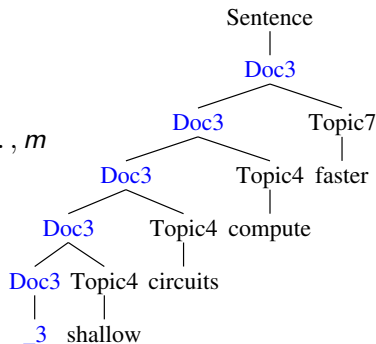 Sentence
Doc3
Doc3 Topic7
., m
Doc3 Topic4 faster
Doc3 Topic4 compute
Doc3 Topic4 circuits
_3 shallow